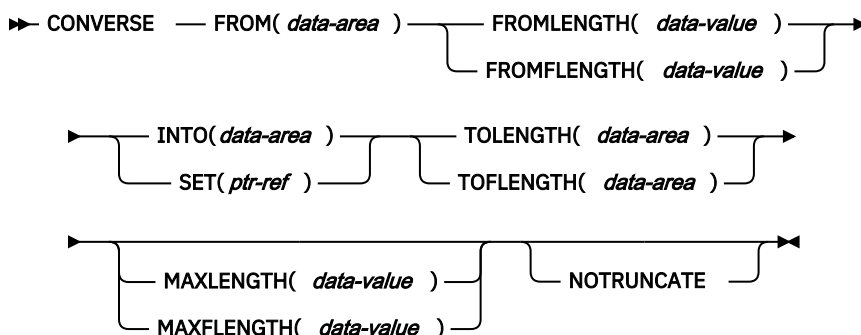 CONVERSE FROM( data-area ) FROMLENGTH( data-value )
FROMFLENGTH( data-value )
INTO( data-area ) TOLENGTH( data-area )
SET( ptr-ref ) TOFLENGTH( data-area )
MAXLENGTH( data-value ) NOTRUNCATE
MAXFLENGTH( data-value )